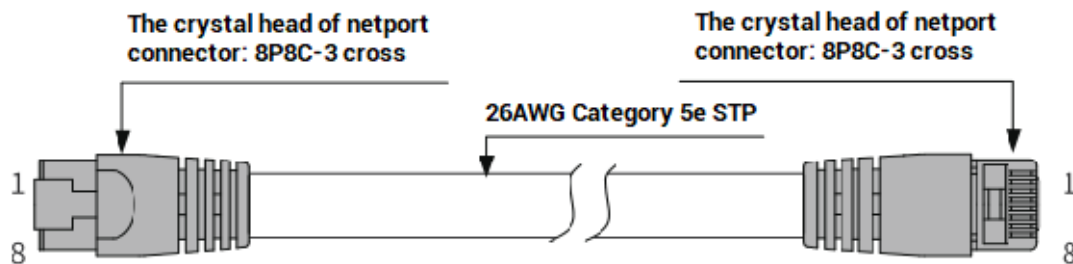 The crystal head of netport
connector: 8P8C-3 cross
The crystal head of netport
connector: 8P8C-3 cross
26AWG Category 5e STP
1
1
8
8